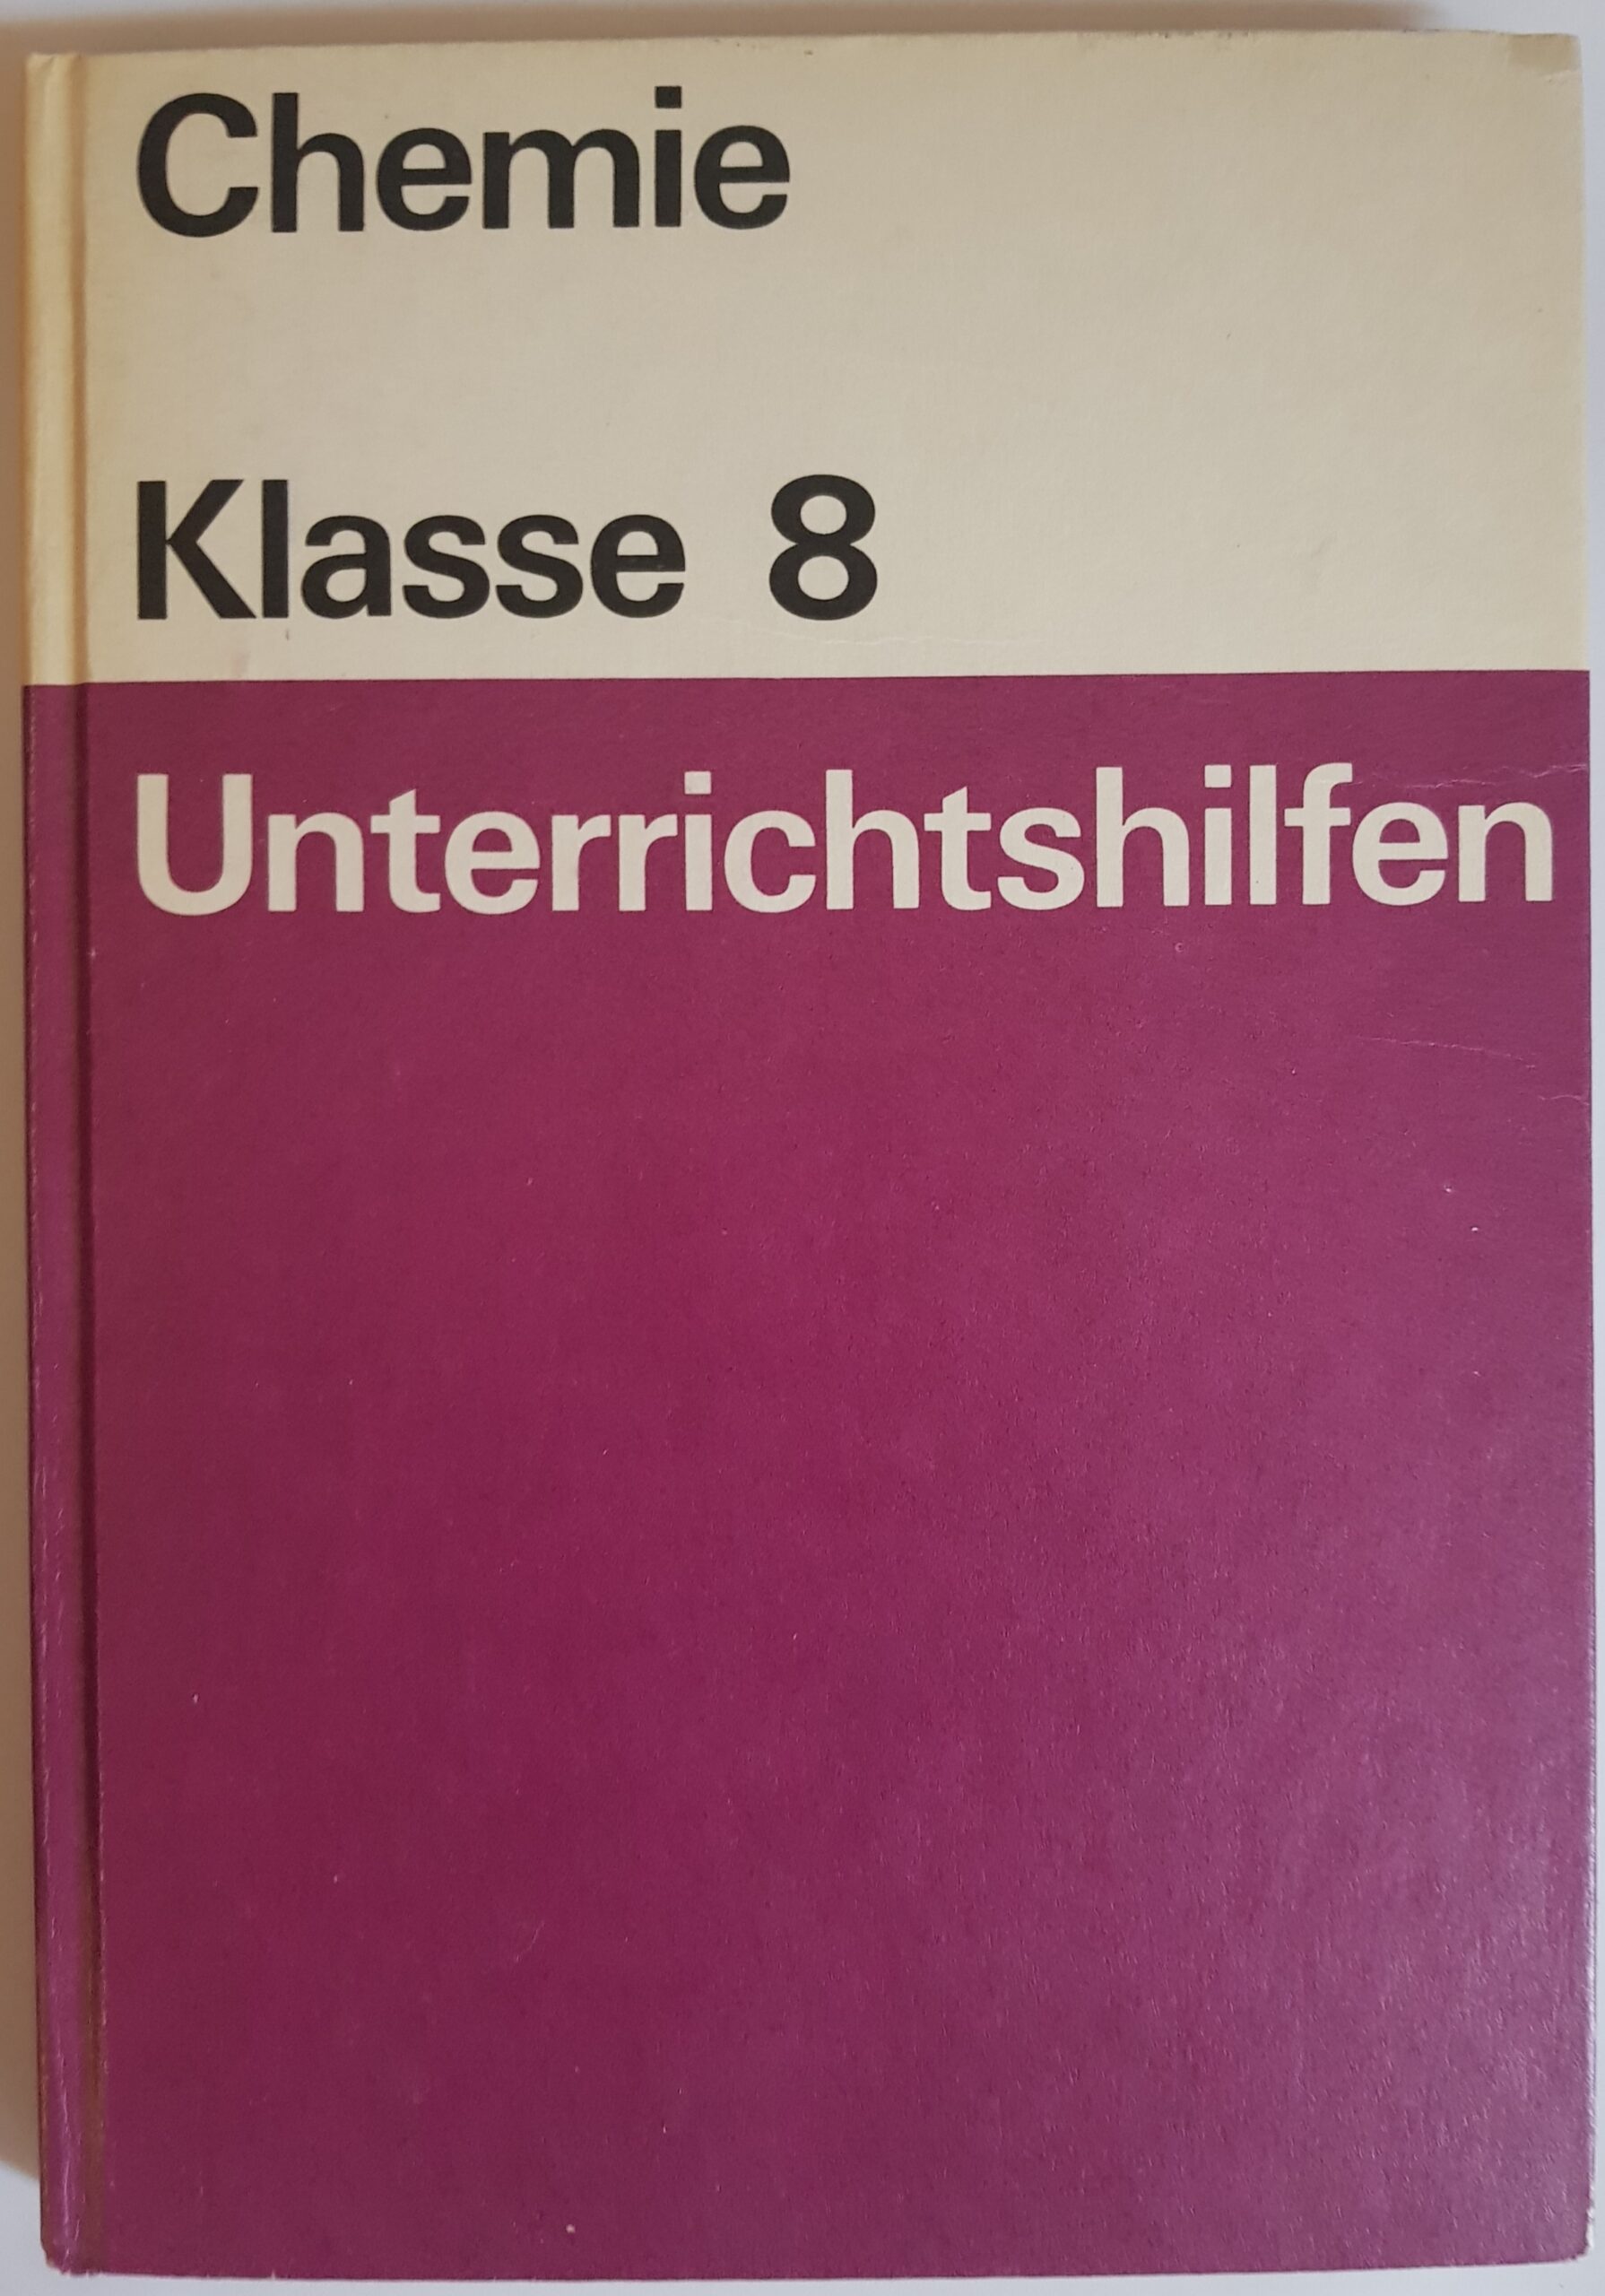 Chemie
Klasse 8
Unterrichtshilfen